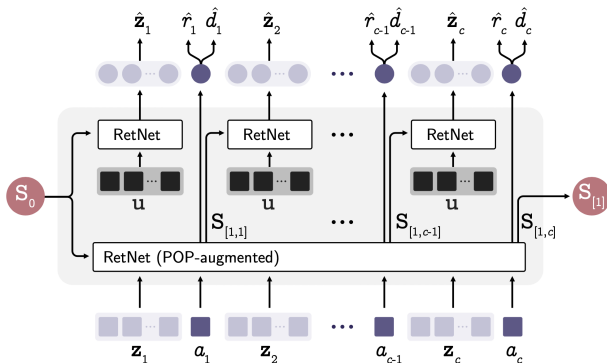 ẑ₁ r̂₁ d̂₁ ẑ₂ r̂c-1 d̂c-1 ẑc r̂c d̂c
... ... ... ... ...
RetNet RetNet ... RetNet
S₀ ... ... ... S[1]
u u u
S[1,1] ... S[1,c-1] S[1,c]
RetNet (POP-augmented)
... ... ... ...
z₁ a₁ z₂ ac-1 zc ac